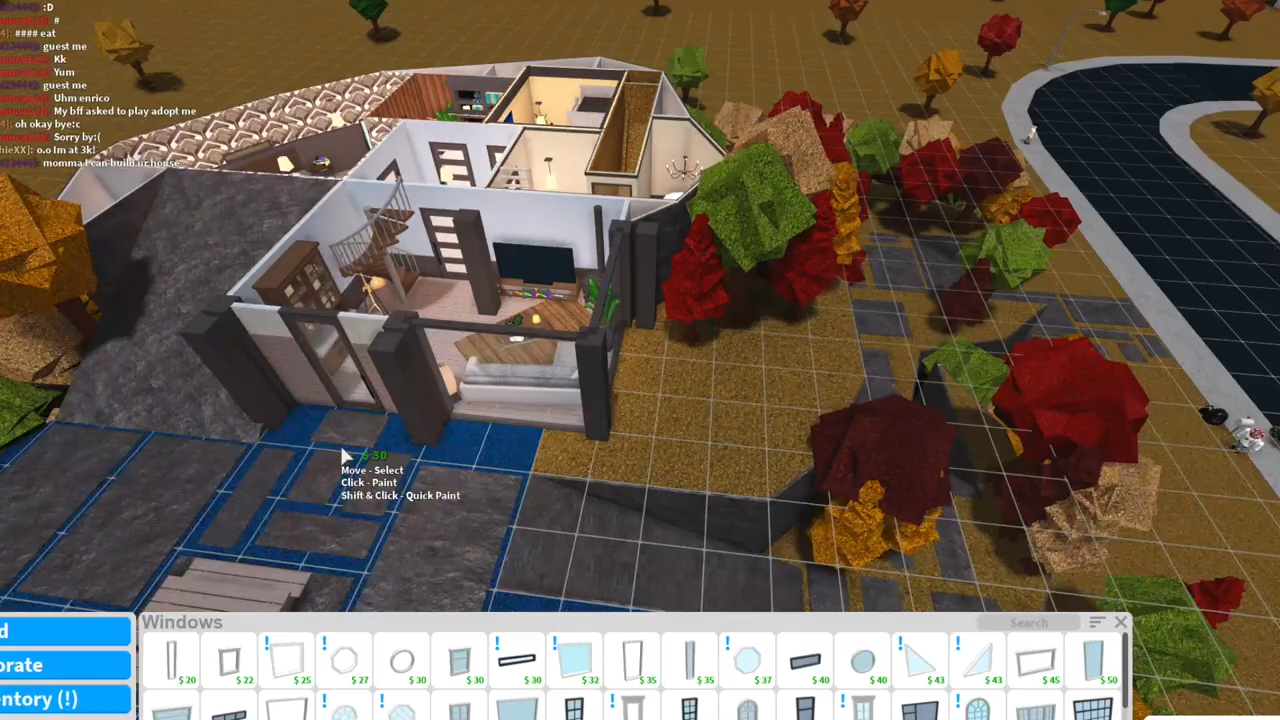 :D
#
#### eat
guest me
Kk
Yum
guest me
Uhm enrico
My bff asked to play adopt me
oh okay bye:c
Sorry by:(
o.o Im at 3k!
momma I can build ur house
$ 30
Move - Select
Click - Paint
Shift & Click - Quick Paint
Windows
Search
d
orate
entory (!)
$ 20
$ 22
! $ 25
! $ 27
$ 30
$ 30
! $ 30
! $ 32
$ 35
$ 35
! $ 37
$ 40
$ 40
! $ 43
! $ 43
$ 45
$ 50
! ! ! !